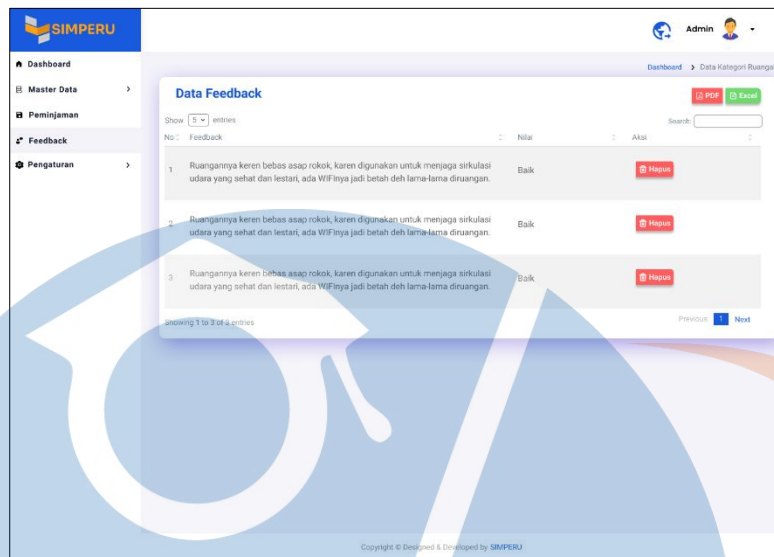 SIMPERU
Admin
Dashboard
Dashboard > Data Kategori Ruanga
Master Data
Peminjaman
Feedback
Pengaturan
Data Feedback
PDF Excel
Show 5 entries
Search:
No Feedback Nilai Aksi
1 Ruangannya keren bebas asap rokok, karen digunakan untuk menjaga sirkulasi
udara yang sehat dan lestari, ada WIFInya jadi betah deh lama-lama diruangan.
Baik Hapus
2 Ruangannya keren bebas asap rokok, karen digunakan untuk menjaga sirkulasi
udara yang sehat dan lestari, ada WIFInya jadi betah deh lama-lama diruangan.
Baik Hapus
3 Ruangannya keren bebas asap rokok, karen digunakan untuk menjaga sirkulasi
udara yang sehat dan lestari, ada WIFInya jadi betah deh lama-lama diruangan.
Baik Hapus
Showing 1 to 3 of 3 entries
Previous 1 Next
Copyright © Designed & Developed by SIMPERU